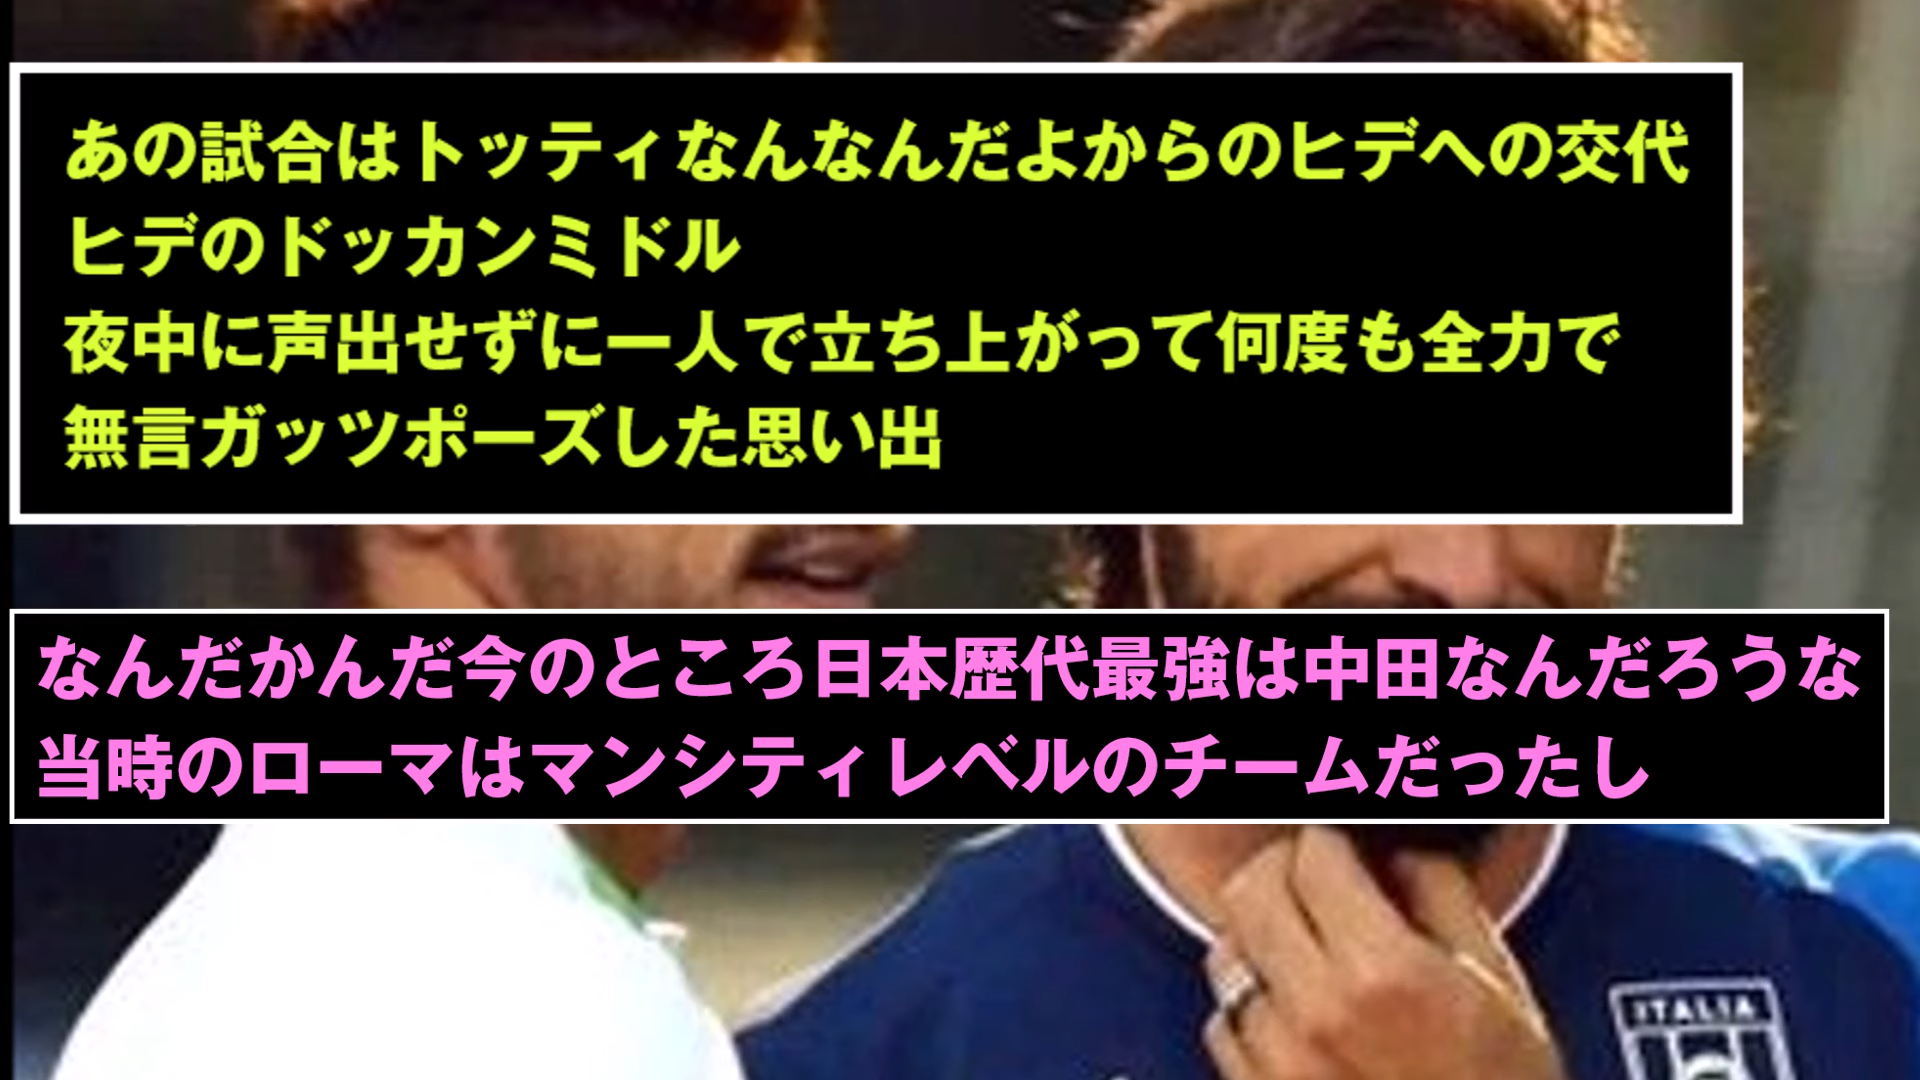 あの試合はトッティなんなんだよからのヒデへの交代
ヒデのドッカンミドル
夜中に声出せずに一人で立ち上がって何度も全力で
無言ガッツポーズした思い出
なんだかんだ今のところ日本歴代最強は中田なんだろうな
当時のローマはマンシティレベルのチームだったし
ITALIA